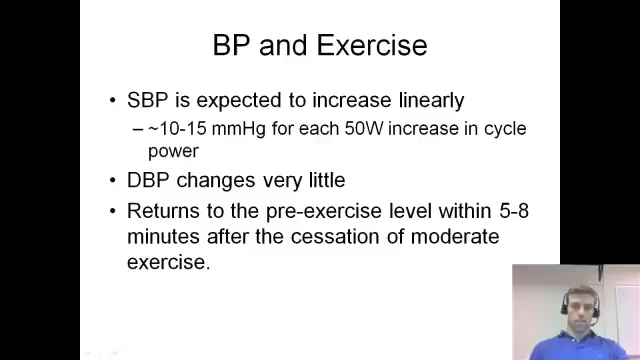 BP and Exercise
• SBP is expected to increase linearly
– ~10-15 mmHg for each 50W increase in cycle
power
• DBP changes very little
• Returns to the pre-exercise level within 5-8
minutes after the cessation of moderate
exercise.